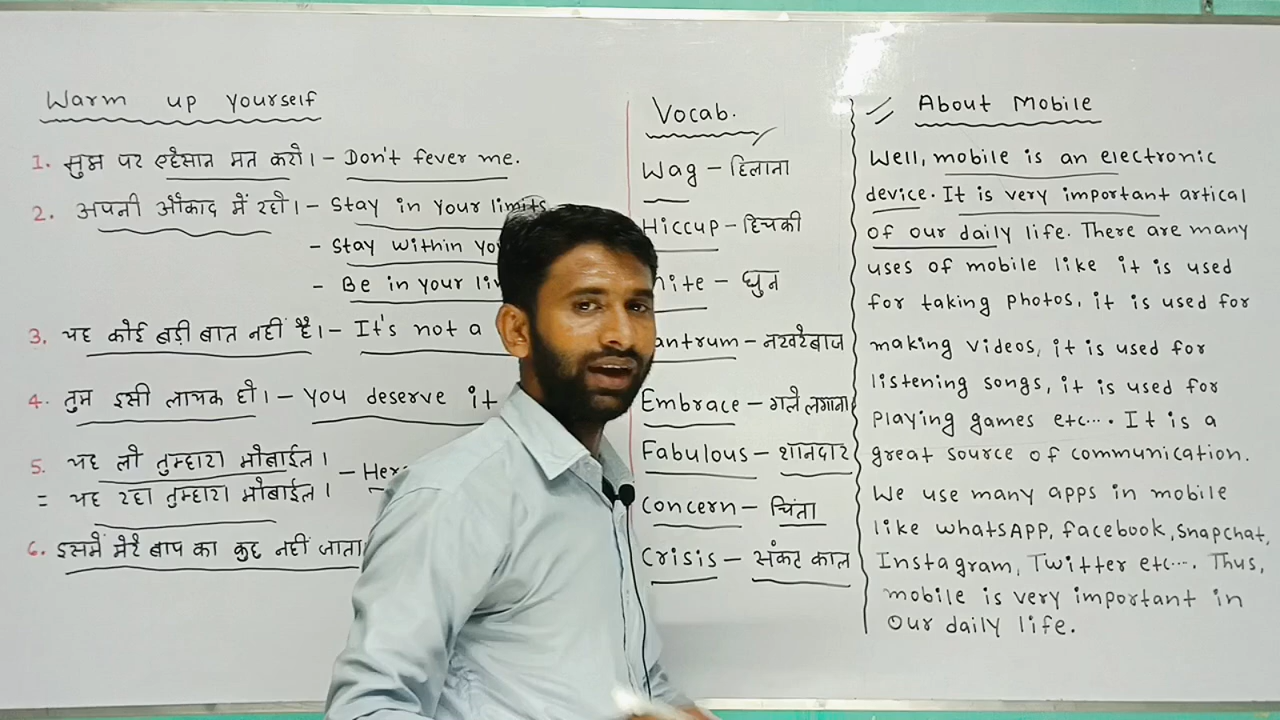 Warm up yourself
1. मुझ पर एहसान मत करो। - Don't fever me.
2. अपनी औकाद में रहो। - Stay in your limits
- Stay within
- Be in your
3. यह कोई बड़ी बात नहीं है। - It's not a
4. तुम इसी लायक हो। - You deserve it
5. यह लो तुम्हारा मोबाईल।
= यह रहा तुम्हारा मोबाईल।
6. इसमें मेरे बाप का कुछ नहीं जाता
Vocab.
Wag - हिलाना
Hiccup - हिचकी
- घुन
- नखरेबाज
Embrace - गले लगाना
Fabulous - शानदार
Concern - चिंता
Crisis - संकट काल
About Mobile
Well, mobile is an electronic
device. It is very important artical
of our daily life. There are many
uses of mobile like it is used
for taking photos, it is used for
making videos, it is used for
listening songs, it is used for
playing games etc.... It is a
great source of communication.
We use many apps in mobile
like whatsApp, facebook, snapchat,
Instagram, Twitter etc.... Thus,
mobile is very important in
our daily life.